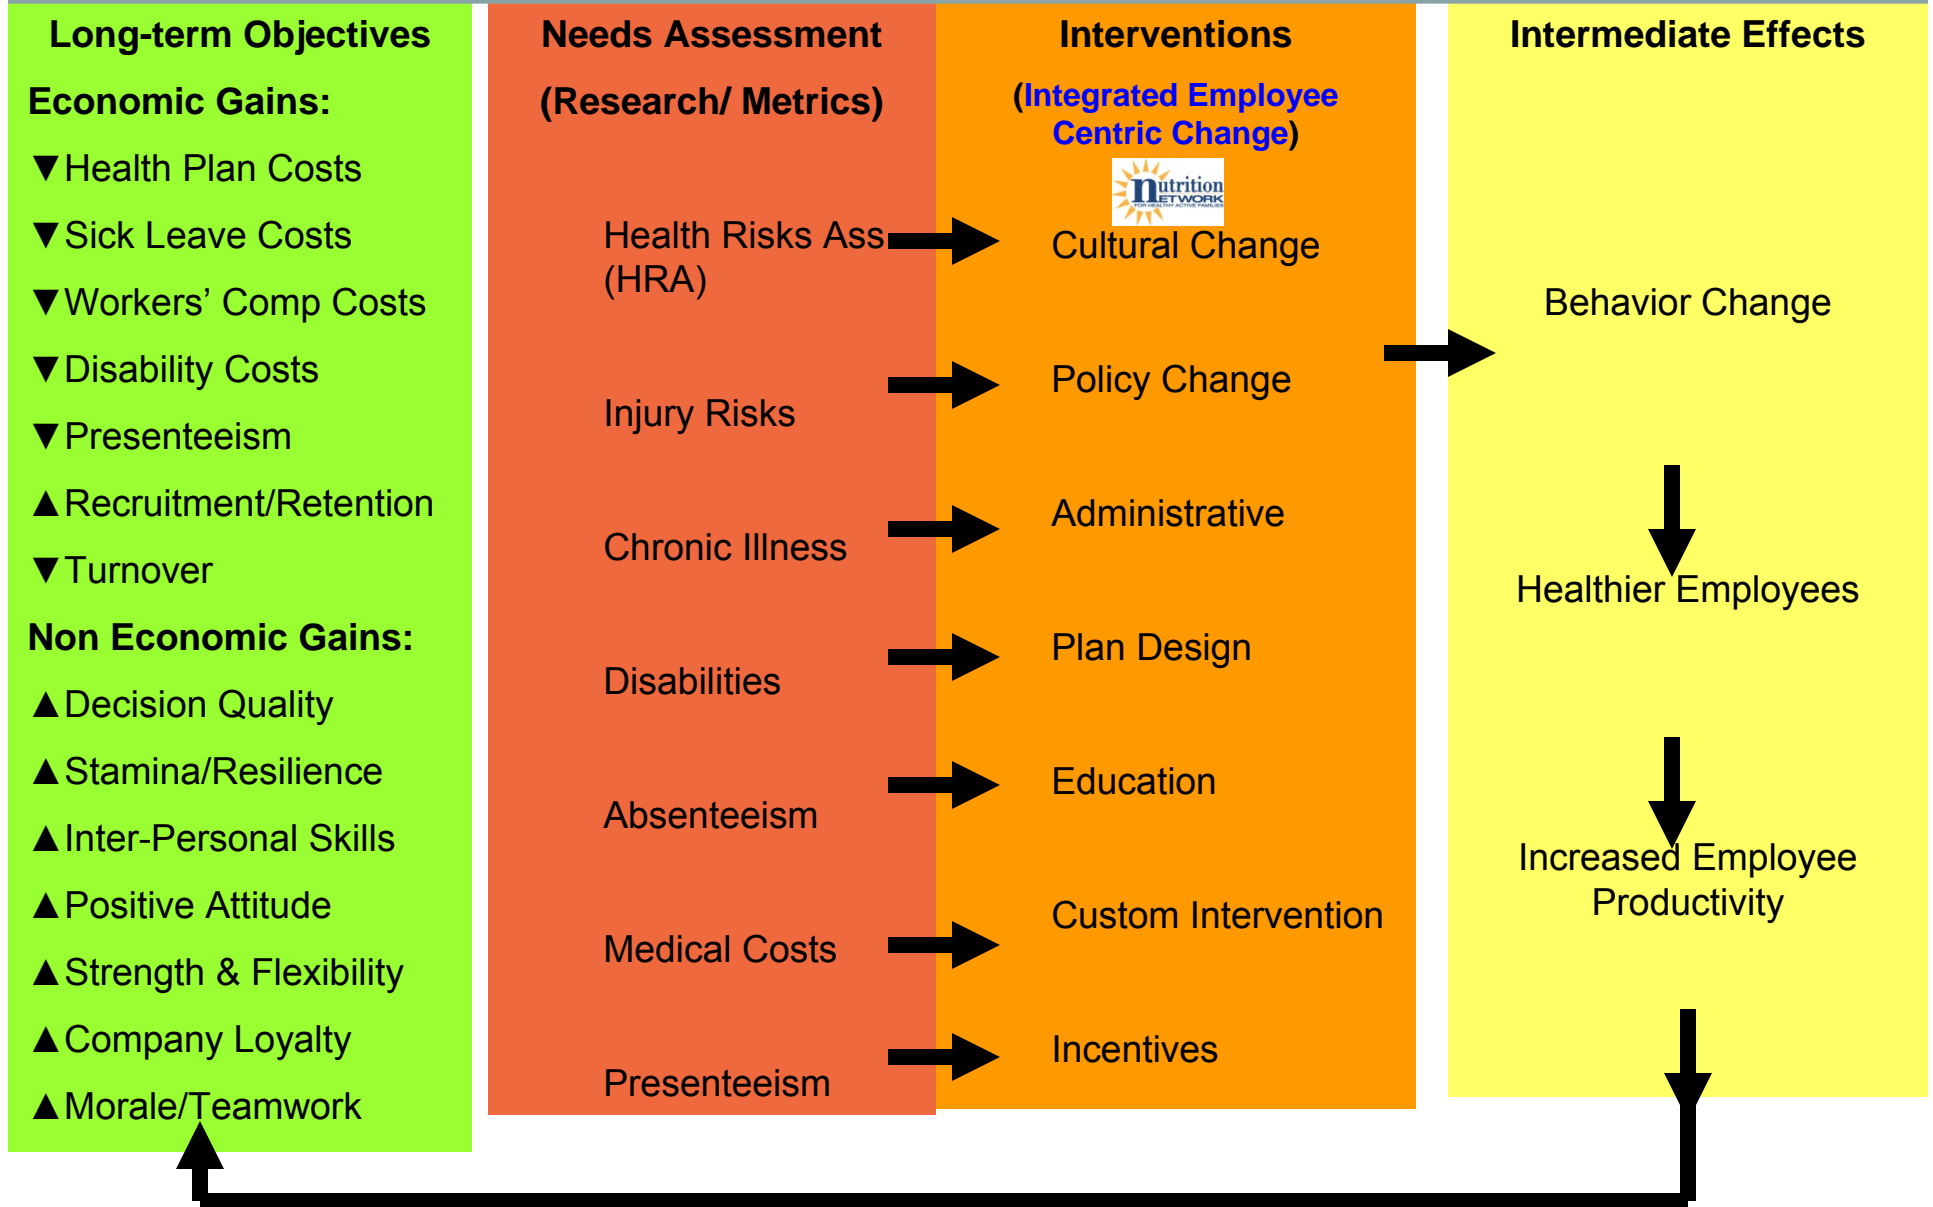 Long-term Objectives
Economic Gains:
▼Health Plan Costs
▼Sick Leave Costs
▼Workers’ Comp Costs
▼Disability Costs
▼Presenteeism
▲Recruitment/Retention
▼Turnover
Non Economic Gains:
▲Decision Quality
▲Stamina/Resilience
▲Inter-Personal Skills
▲Positive Attitude
▲Strength & Flexibility
▲Company Loyalty
▲Morale/Teamwork
Needs Assessment
(Research/ Metrics)
Health Risks Ass
(HRA)
Injury Risks
Chronic Illness
Disabilities
Absenteeism
Medical Costs
Presenteeism
Interventions
(Integrated Employee
Centric Change)
nutrition
NETWORK
FOR HEALTHY ACTIVE FAMILIES
Cultural Change
Policy Change
Administrative
Plan Design
Education
Custom Intervention
Incentives
Intermediate Effects
Behavior Change
Healthier Employees
Increased Employee
Productivity